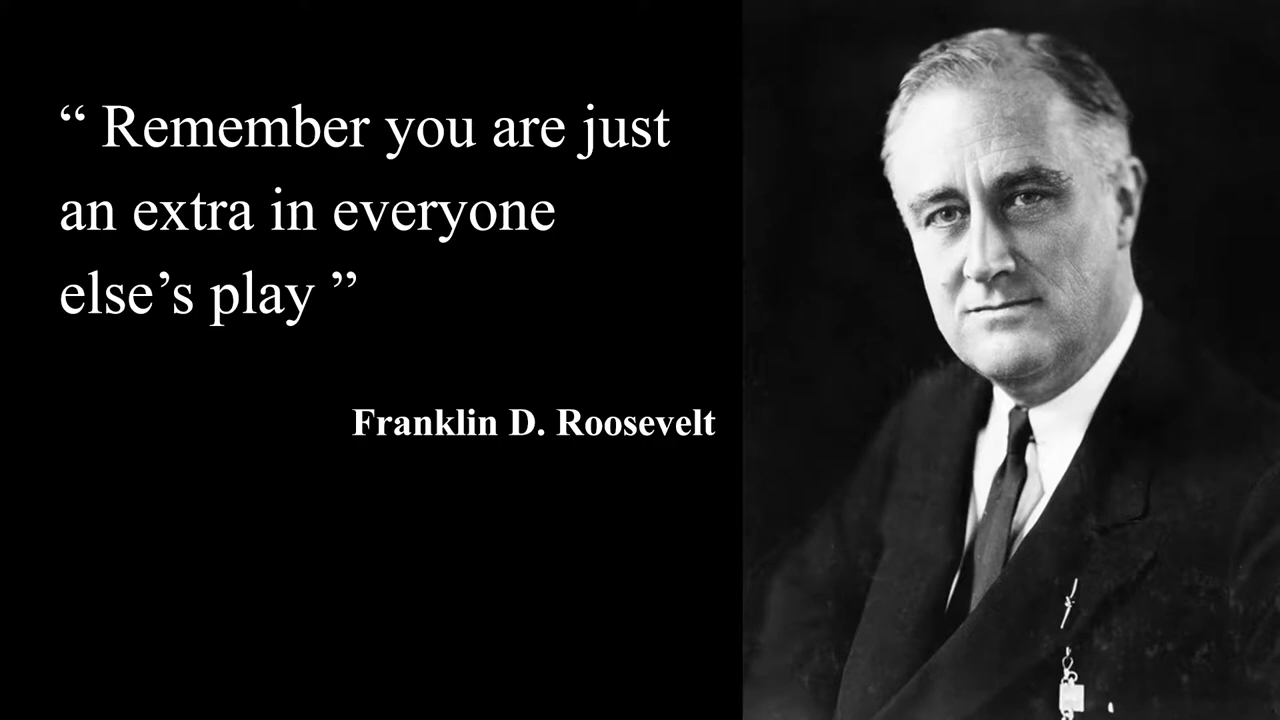 “ Remember you are just
an extra in everyone
else’s play ”
Franklin D. Roosevelt